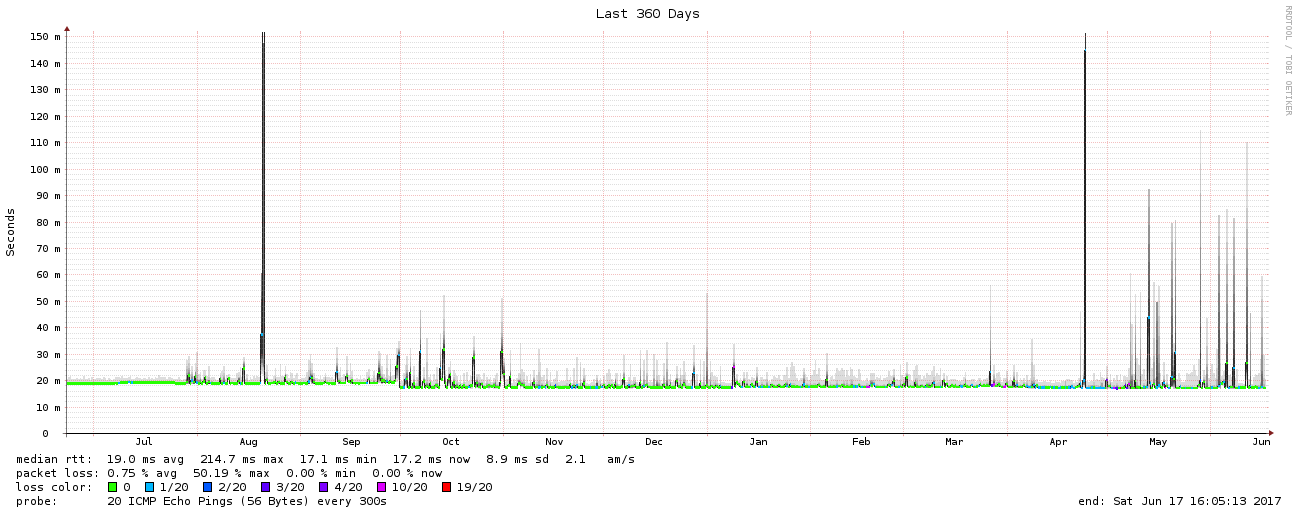 Last 360 Days
RRDTOOL / TOBI OETIKER
Seconds
150 m
140 m
130 m
120 m
110 m
100 m
90 m
80 m
70 m
60 m
50 m
40 m
30 m
20 m
10 m
0
Jul Aug Sep Oct Nov Dec Jan Feb Mar Apr May Jun
median rtt: 19.0 ms avg 214.7 ms max 17.1 ms min 17.2 ms now 8.9 ms sd 2.1 am/s
packet loss: 0.75 % avg 50.19 % max 0.00 % min 0.00 % now
loss color: 0 1/20 2/20 3/20 4/20 10/20 19/20
probe: 20 ICMP Echo Pings (56 Bytes) every 300s end: Sat Jun 17 16:05:13 2017